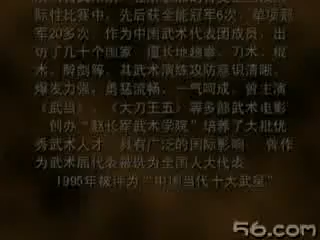 际性比赛中，先后获全能冠军6次，单项冠
军20多次。作为中国武术代表团成员，出
访了几十个国家。擅长地趟拳、刀术、棍
术、醉剑等，其武术演练攻防意识清晰，
爆发力强，勇猛流畅，一气呵成，曾主演
《武当》、《大刀王五》等多部武术电影
创办“赵长军武术学院”培养了大批优
秀武术人才，具有广泛的国际影响，曾作
为武术届代表被选为全国人大代表
1995年被评为“中国当代十大武星”
56.com